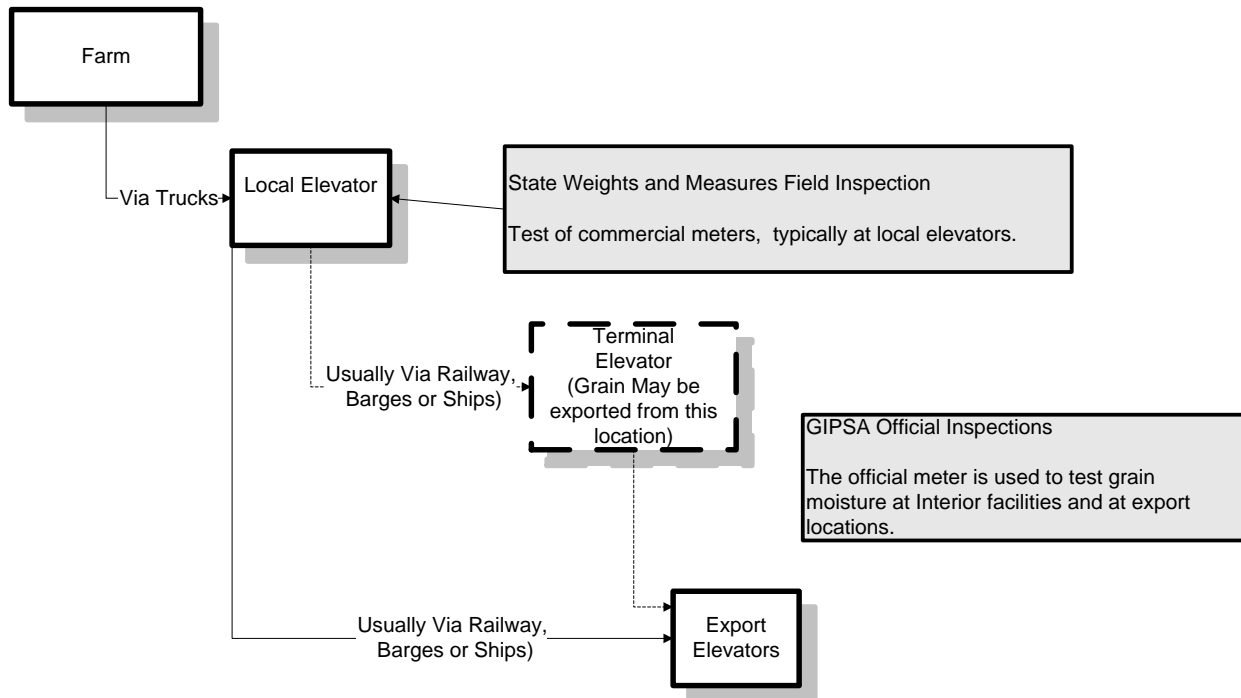 Farm
Via Trucks
Local Elevator
State Weights and Measures Field Inspection
Test of commercial meters,  typically at local elevators.
Terminal
Elevator
(Grain May be
exported from this
location)
Usually Via Railway,
Barges or Ships)
GIPSA Official Inspections
The official meter is used to test grain
moisture at Interior facilities and at export
locations.
Usually Via Railway,
Barges or Ships)
Export
Elevators